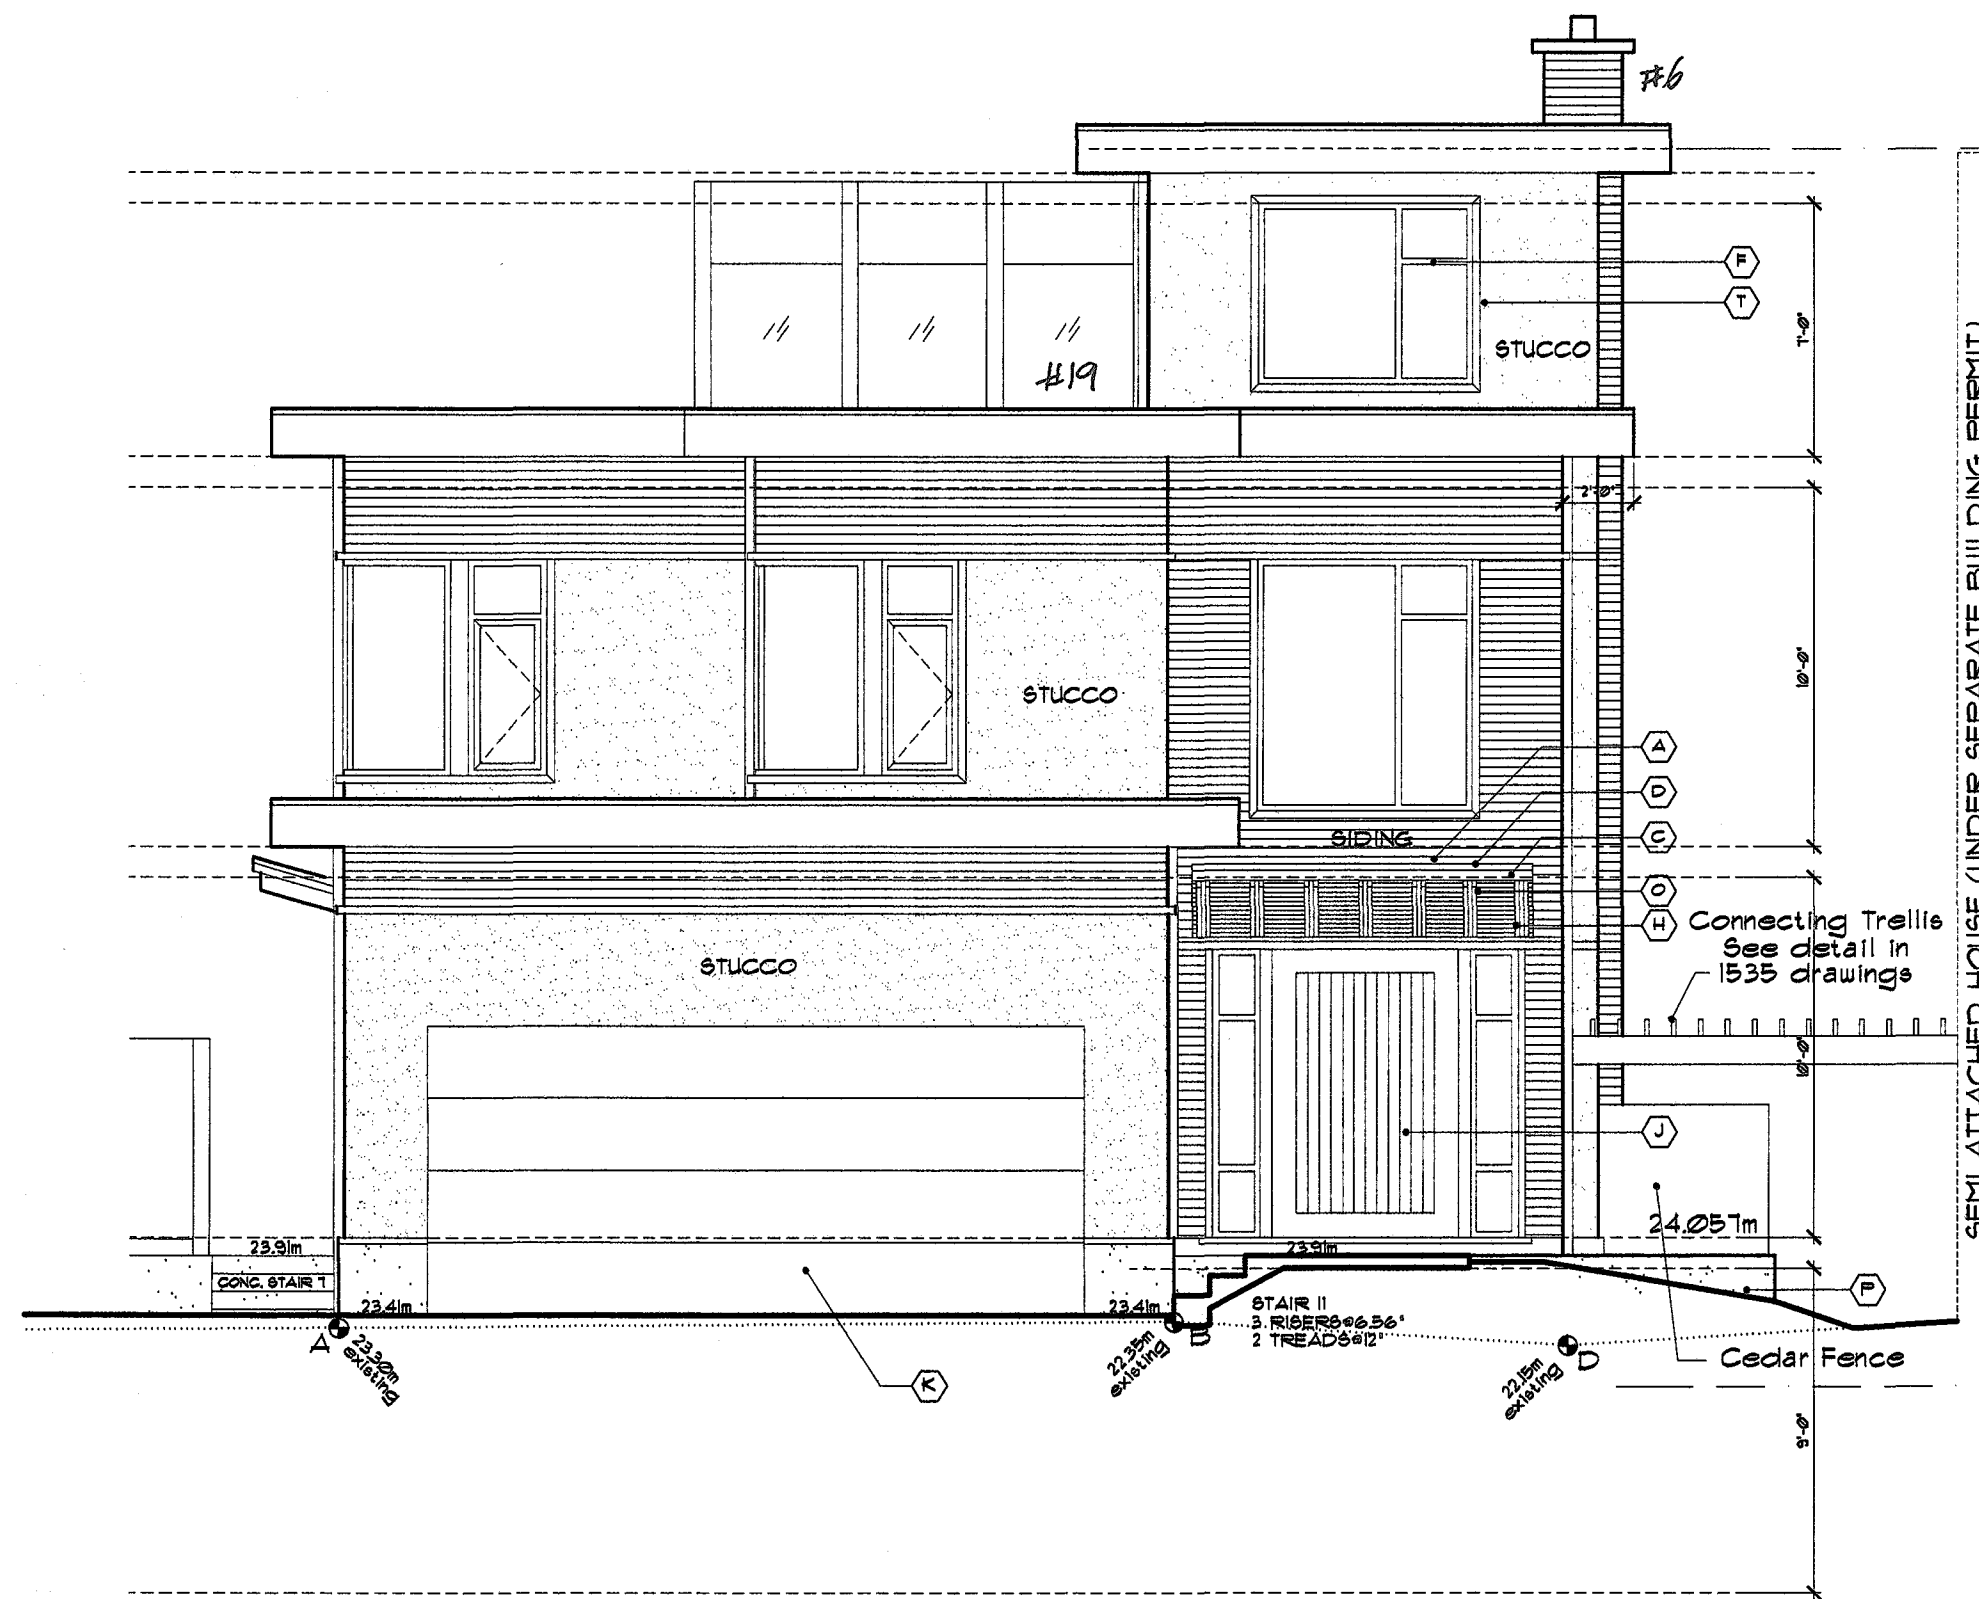 #6
F
T
7'-0"
STUCCO
#19
2'-0"
10'-0"
STUCCO
A
D
SIDING
C
O
H
Connecting Trellis
See detail in
1535 drawings
STUCCO
10'-0"
J
24.057m
23.91m
23.91m
CONC. STAIR 7
P
23.41m
23.41m
STAIR 11
3 RISERS@6.56"
2 TREADS@12"
A
23.30m
existing
B
22.35m
existing
D
22.15m
existing
Cedar Fence
K
9'-0"
SEMI ATTACHED HOUSE (UNDER SEPARATE BUILDING PERMIT)